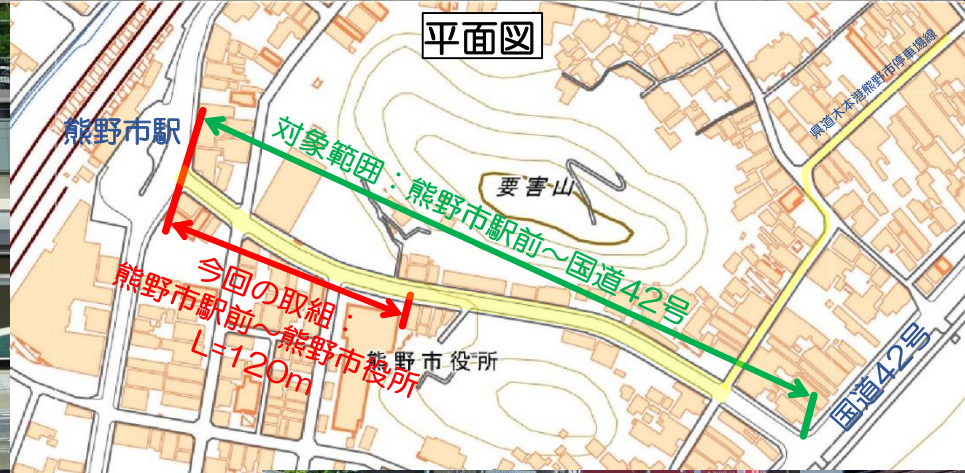 平面図
県道木本港熊野市停車場線
熊野市駅
対象範囲：熊野市駅前～国道42号
要害山
今回の取組：
熊野市駅前～熊野市役所
L=120m
熊野市役所
国道42号